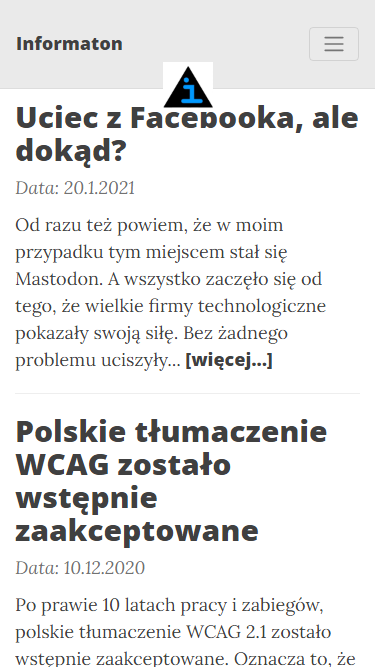 Informaton
Uciec z Facebooka, ale
dokąd?
Data: 20.1.2021
Od razu też powiem, że w moim
przypadku tym miejscem stał się
Mastodon. A wszystko zaczęło się od
tego, że wielkie firmy technologiczne
pokazały swoją siłę. Bez żadnego
problemu uciszyły... [więcej...]
Polskie tłumaczenie
WCAG zostało
wstępnie
zaakceptowane
Data: 10.12.2020
Po prawie 10 latach pracy i zabiegów,
polskie tłumaczenie WCAG 2.1 zostało
wstępnie zaakceptowane. Oznacza to, że